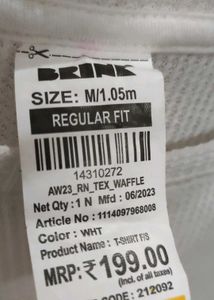 BRINK
SIZE: M/1.05m
REGULAR FIT
14310272
AW23_RN_TEX_WAFFLE
Net Qty : 1 N Mfd : 06/2023
Article No : 1114097968008
Color : WHT
Product Name : T-SHIRT F/S
MRP: ₹199.00
(Incl. of all taxes)
CODE: 212092